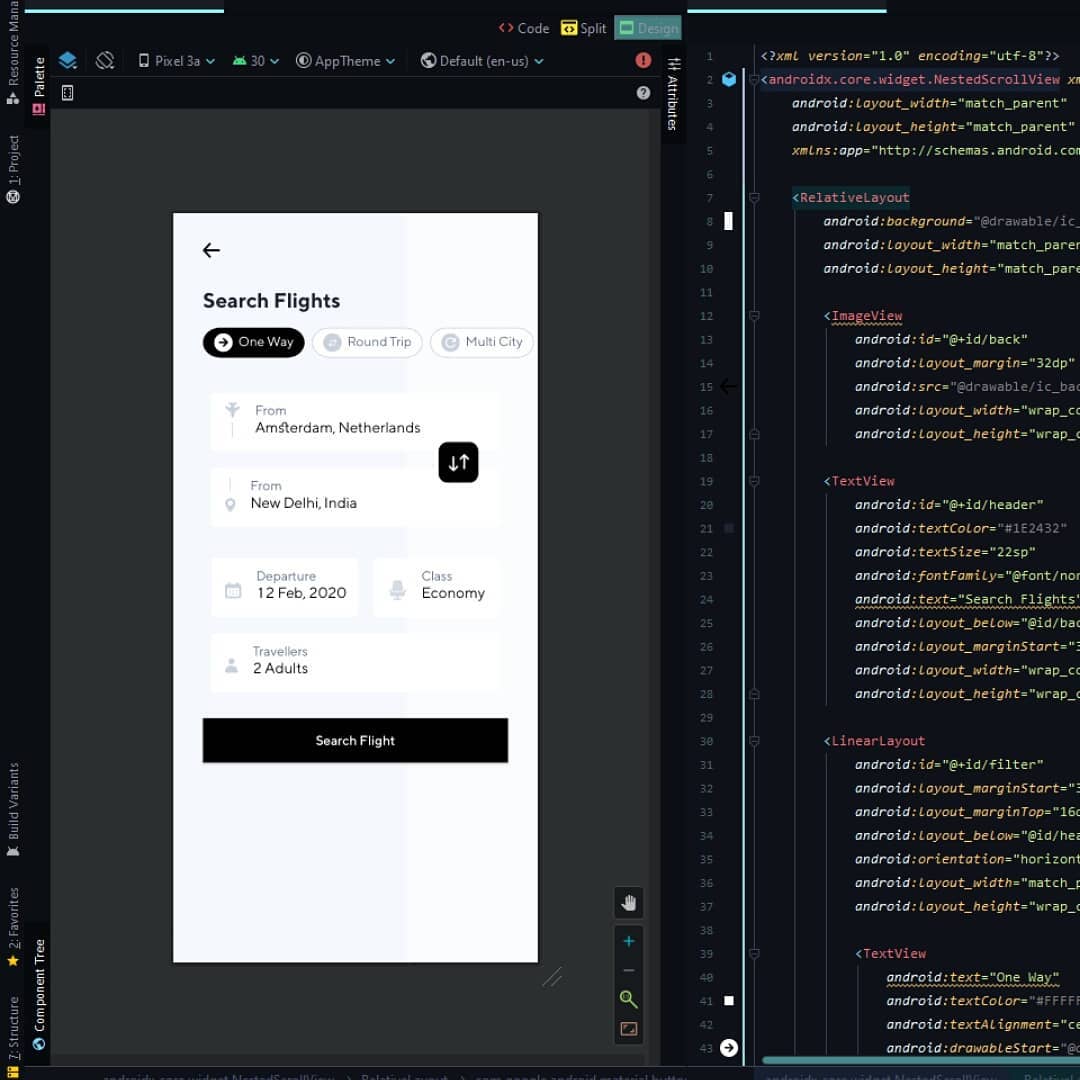 Code Split Design
Resource Mana
Palette
1: Project
Build Variants
2: Favorites
7: Structure
Component Tree
Pixel 3a 30 AppTheme Default (en-us)
Attributes
Search Flights
One Way Round Trip Multi City
From
Amsterdam, Netherlands
From
New Delhi, India
Departure
12 Feb, 2020
Class
Economy
Travellers
2 Adults
Search Flight
1 <?xml version="1.0" encoding="utf-8"?>
2 <androidx.core.widget.NestedScrollView xm
3 android:layout_width="match_parent"
4 android:layout_height="match_parent"
5 xmlns:app="http://schemas.android.com
6
7 <RelativeLayout
8 android:background="@drawable/ic_
9 android:layout_width="match_paren
10 android:layout_height="match_pare
11
12 <ImageView
13 android:id="@+id/back"
14 android:layout_margin="32dp"
15 android:src="@drawable/ic_bac
16 android:layout_width="wrap_co
17 android:layout_height="wrap_c
18
19 <TextView
20 android:id="@+id/header"
21 android:textColor="#1E2432"
22 android:textSize="22sp"
23 android:fontFamily="@font/nor
24 android:text="Search Flights"
25 android:layout_below="@id/bac
26 android:layout_marginStart="3
27 android:layout_width="wrap_co
28 android:layout_height="wrap_c
29
30 <LinearLayout
31 android:id="@+id/filter"
32 android:layout_marginStart="3
33 android:layout_marginTop="16d
34 android:layout_below="@id/hea
35 android:orientation="horizont
36 android:layout_width="match_p
37 android:layout_height="wrap_c
38
39 <TextView
40 android:text="One Way"
41 android:textColor="#FFFFF
42 android:textAlignment="ce
43 android:drawableStart="@d